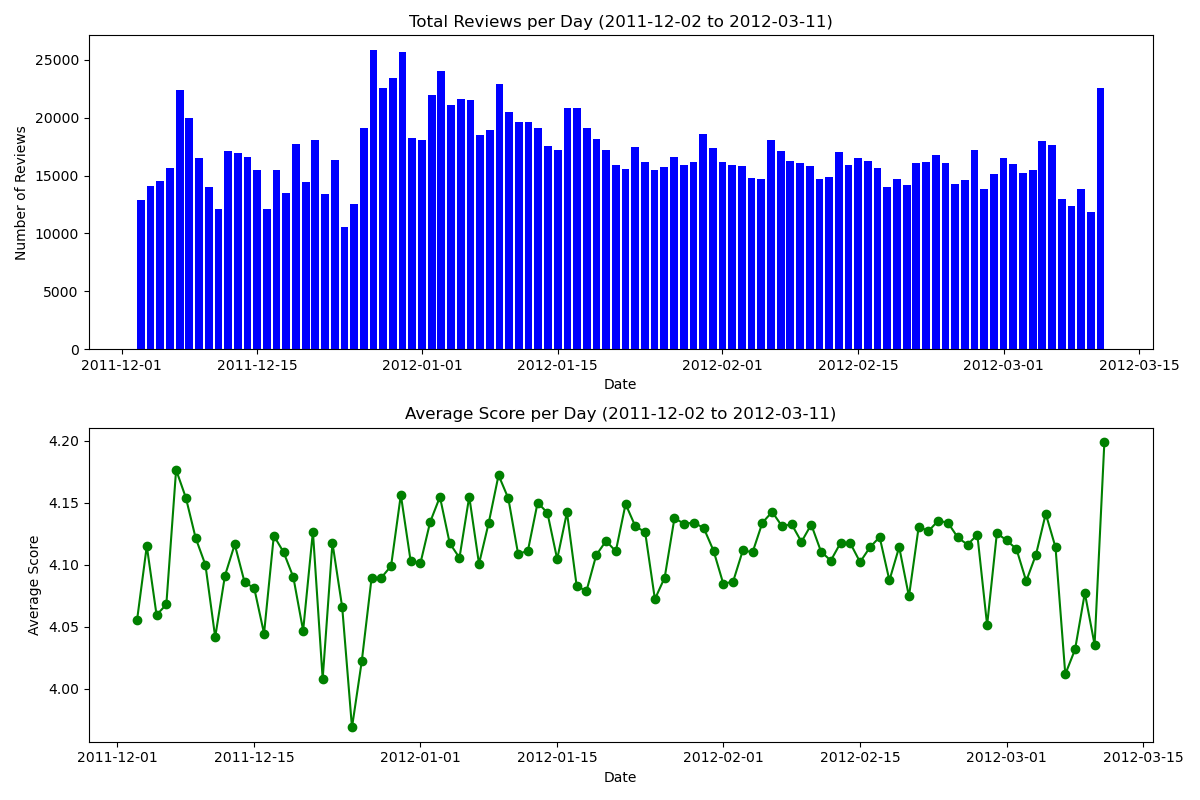 Total Reviews per Day (2011-12-02 to 2012-03-11)
25000
20000
15000
10000
5000
0
Number of Reviews
2011-12-01 2011-12-15 2012-01-01 2012-01-15 2012-02-01 2012-02-15 2012-03-01 2012-03-15
Date
Average Score per Day (2011-12-02 to 2012-03-11)
4.20
4.15
4.10
4.05
4.00
Average Score
2011-12-01 2011-12-15 2012-01-01 2012-01-15 2012-02-01 2012-02-15 2012-03-01 2012-03-15
Date